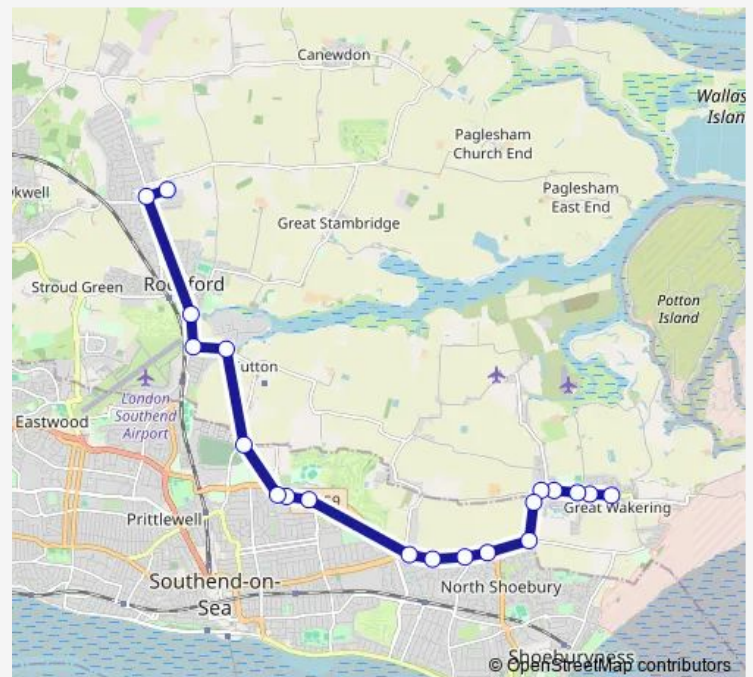 Canewdon
Wallas
Islan
Paglesham
Church End
kwell
Paglesham
East End
Great Stambridge
Stroud Green
Potton
Island
utton
London
Southend
Airport
Eastwood
Great Wakering
Prittlewell
Southend-on-
Sea
North Shoebury
Shoeburyness
© OpenStreetMap contributors